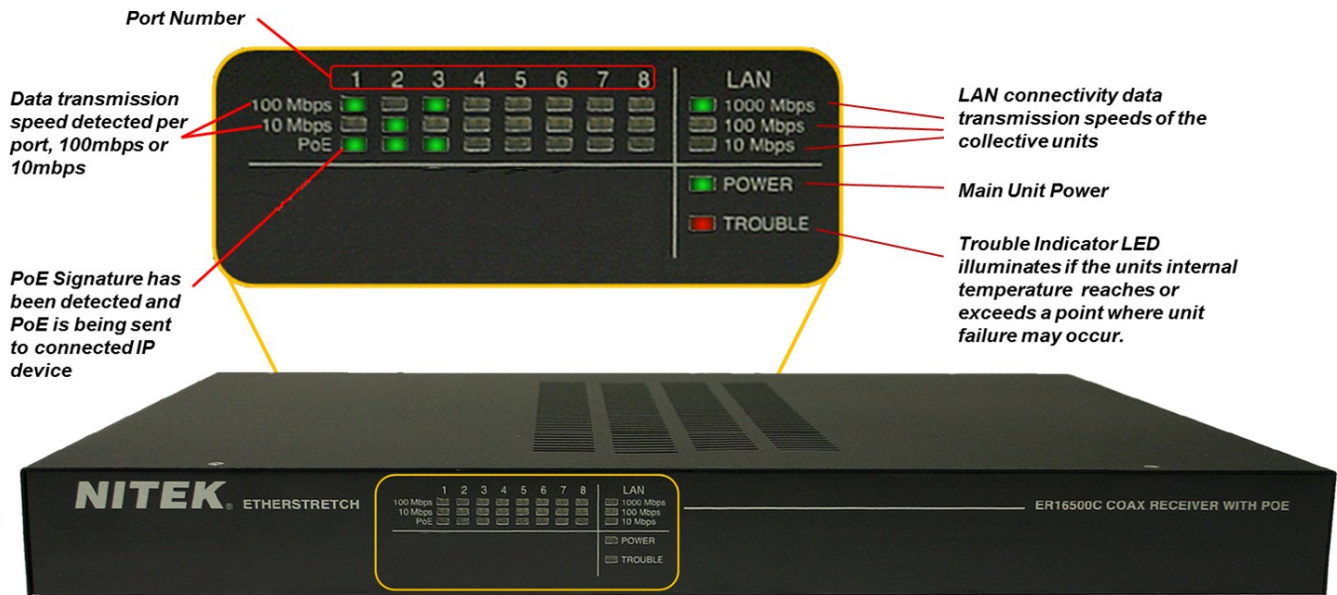 Port Number
1 2 3 4 5 6 7 8
100 Mbps
10 Mbps
PoE
LAN
1000 Mbps
100 Mbps
10 Mbps
POWER
TROUBLE
Data transmission
speed detected per
port, 100mbps or
10mbps
PoE Signature has
been detected and
PoE is being sent
to connected IP
device
LAN connectivity data
transmission speeds of the
collective units
Main Unit Power
Trouble Indicator LED
illuminates if the units internal
temperature reaches or
exceeds a point where unit
failure may occur.
NITEK® ETHERSTRETCH
1 2 3 4 5 6 7 8
100 Mbps
10 Mbps
PoE
LAN
1000 Mbps
100 Mbps
10 Mbps
POWER
TROUBLE
ER16500C COAX RECEIVER WITH POE